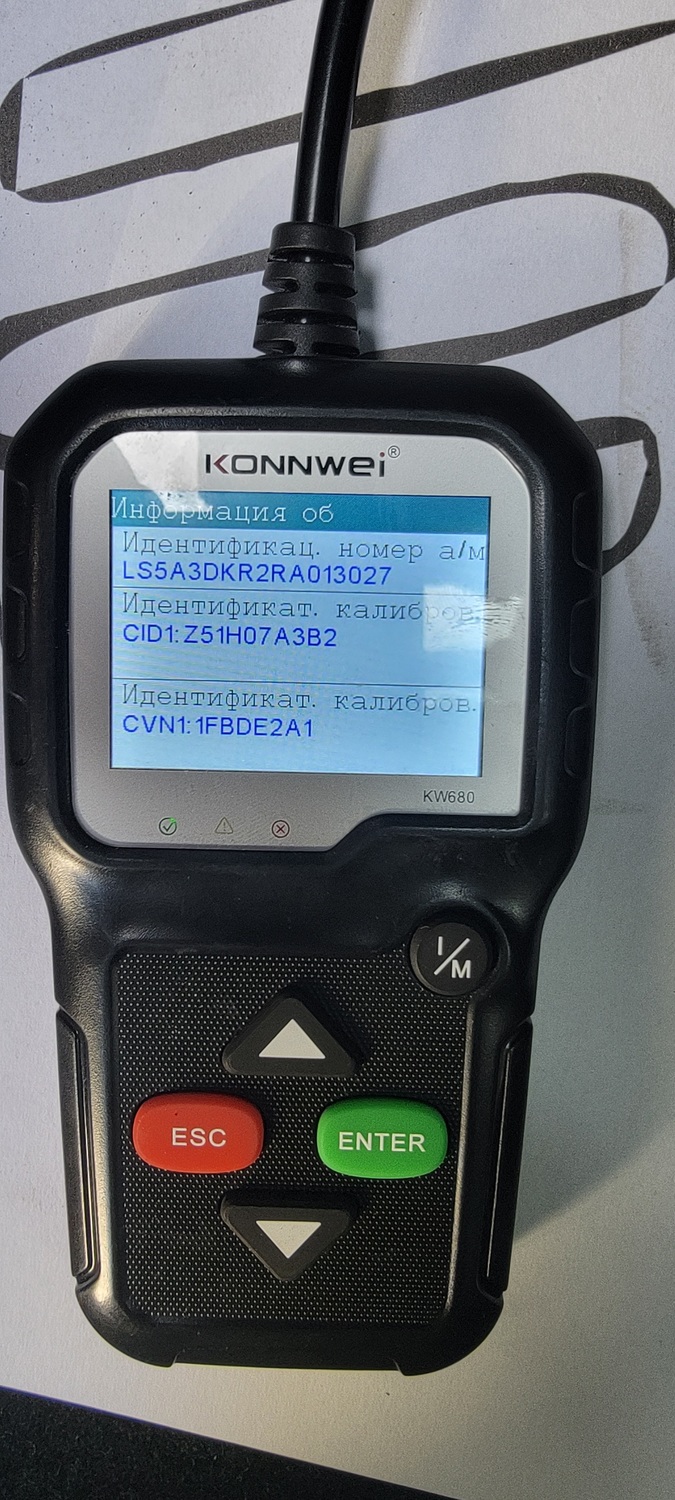 KONNWEI®
Информация об
Идентификац. номер а/м
LS5A3DKR2RA013027
Идентификат. калибров.
CID1:Z51H07A3B2
Идентификат. калибров.
CVN1:1FBDE2A1
KW680
I/M
ESC
ENTER